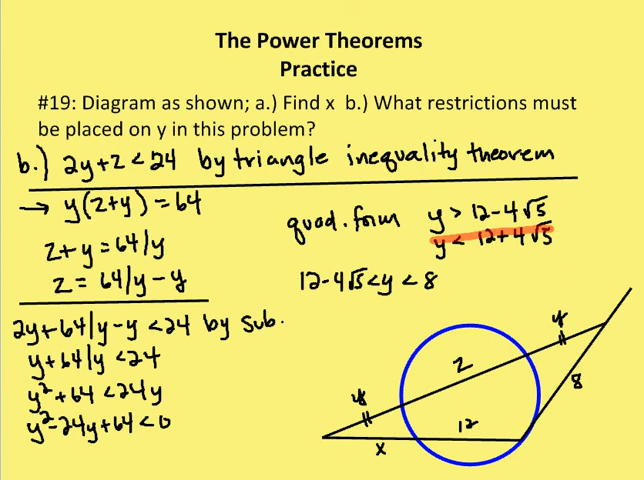 The Power Theorems
Practice
#19: Diagram as shown; a.) Find x b.) What restrictions must
be placed on y in this problem?
b.) 2y+z<24 by triangle inequality theorem
→ y(z+y)=64
z+y=64/y
z=64/y-y
2y+64/y-y<24 by sub.
y+64/y<24
y²+64<24y
y²-24y+64<0
quad. form y>12-4√5
y<12+4√5
12-4√5<y<8
y
z
8
y
12
x